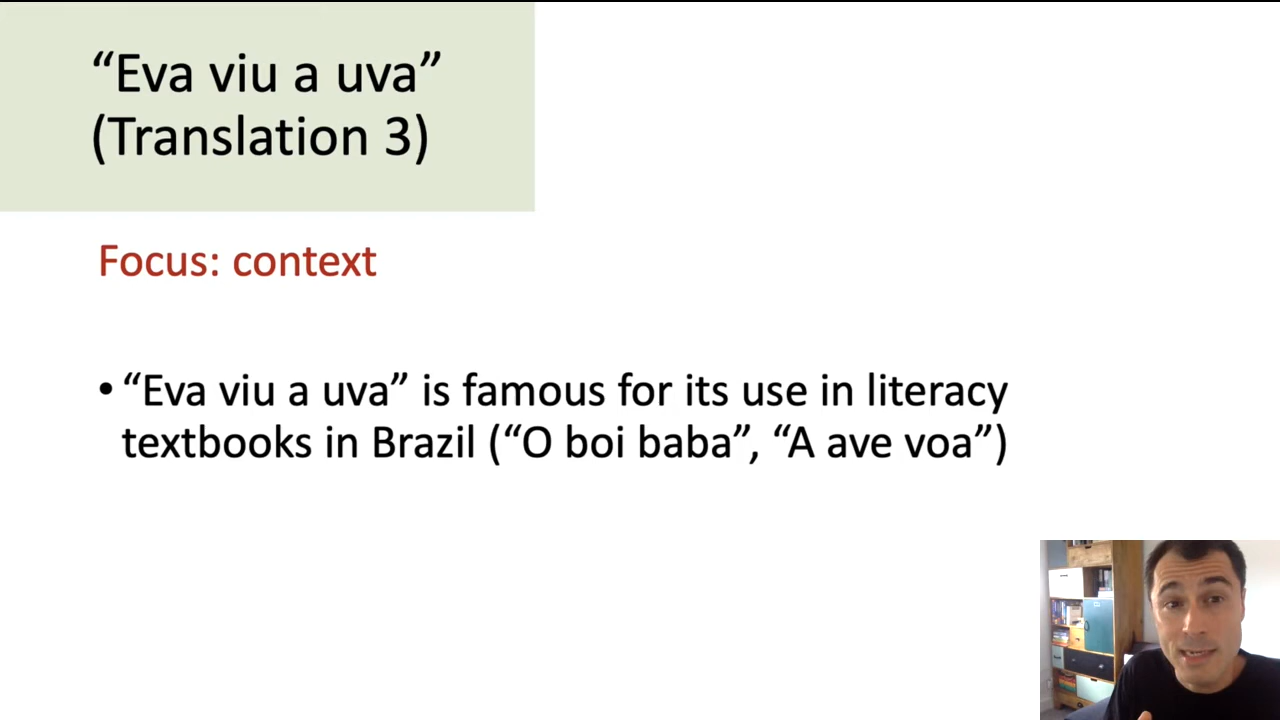 “Eva viu a uva”
(Translation 3)
Focus: context
• “Eva viu a uva” is famous for its use in literacy
textbooks in Brazil (“O boi baba”, “A ave voa”)